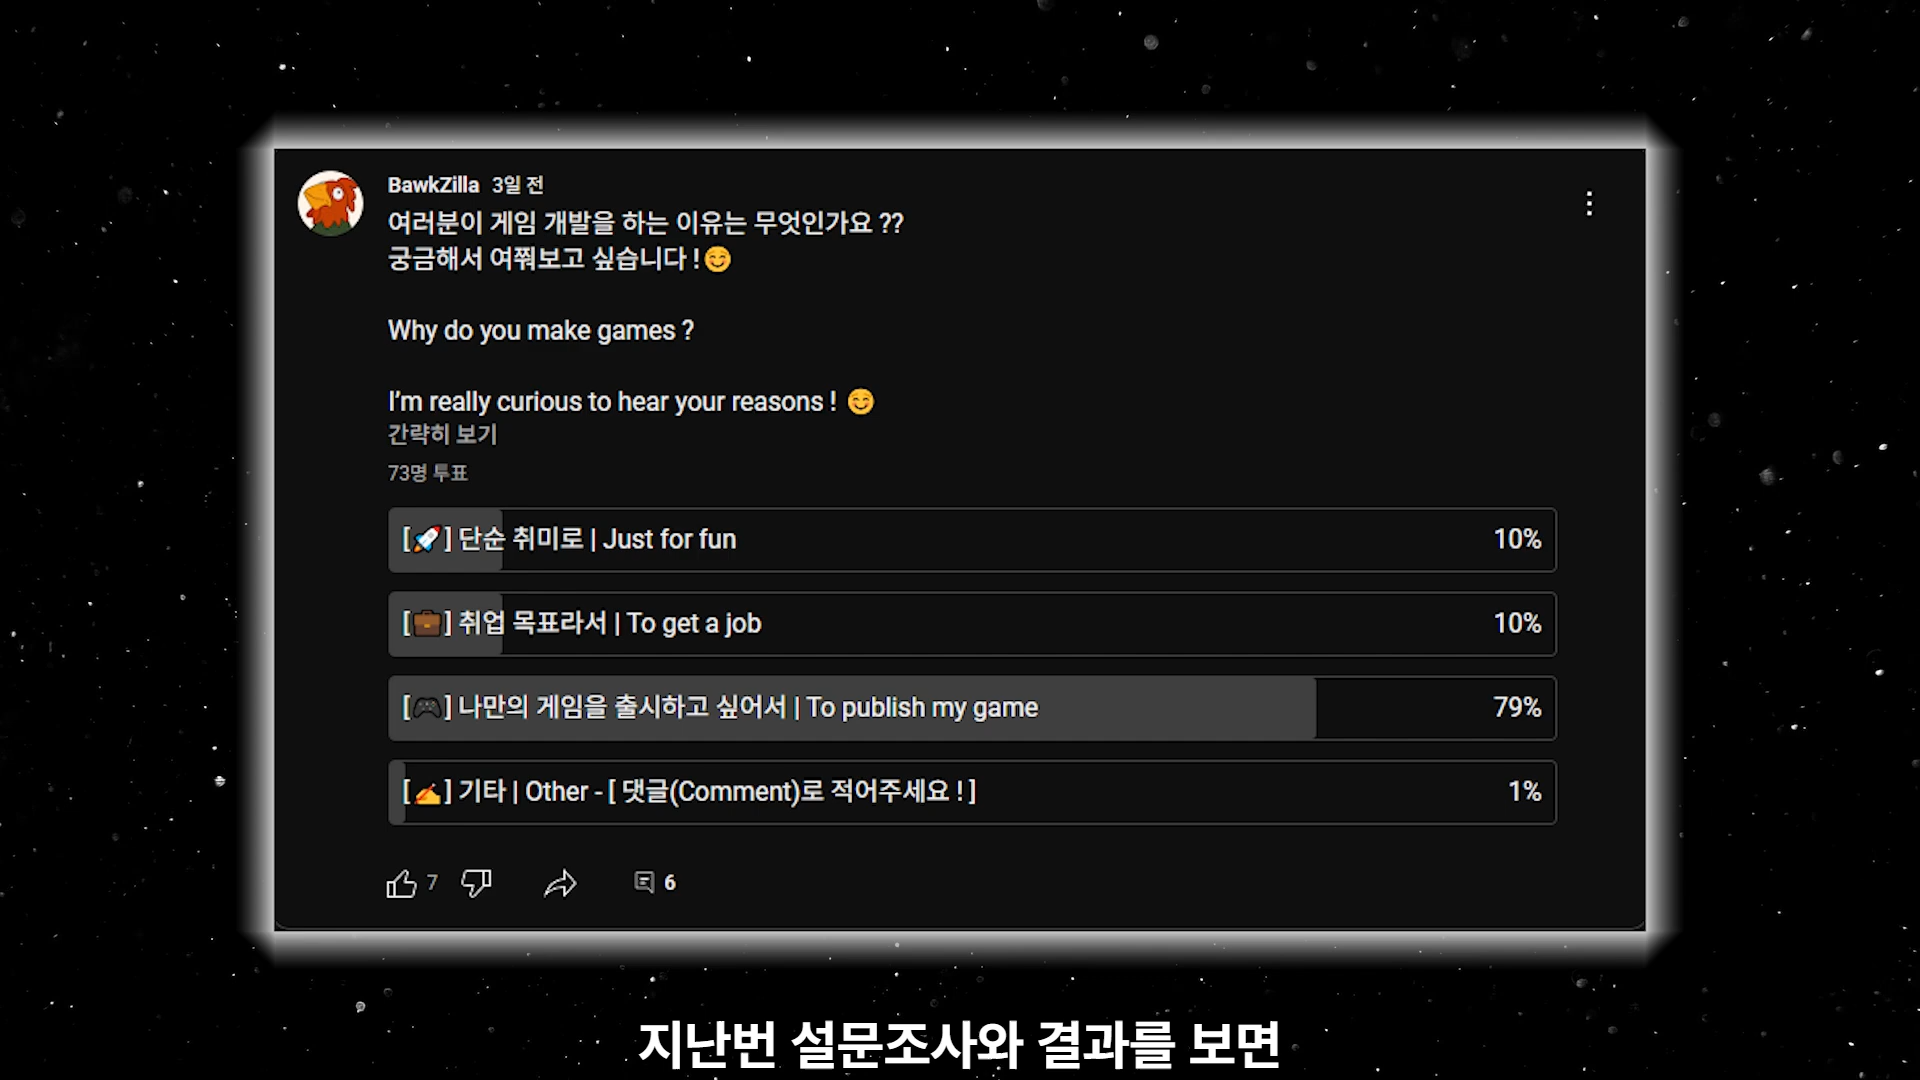 BawkZilla 3일 전
여러분이 게임 개발을 하는 이유는 무엇인가요 ??
궁금해서 여쭤보고 싶습니다 !😊
Why do you make games ?
I'm really curious to hear your reasons ! 😊
간략히 보기
73명 투표
[🚀] 단순 취미로 | Just for fun 10%
[💼] 취업 목표라서 | To get a job 10%
[🎮] 나만의 게임을 출시하고 싶어서 | To publish my game 79%
[✍️] 기타 | Other - [ 댓글(Comment)로 적어주세요 ! ] 1%
7 6
지난번 설문조사와 결과를 보면